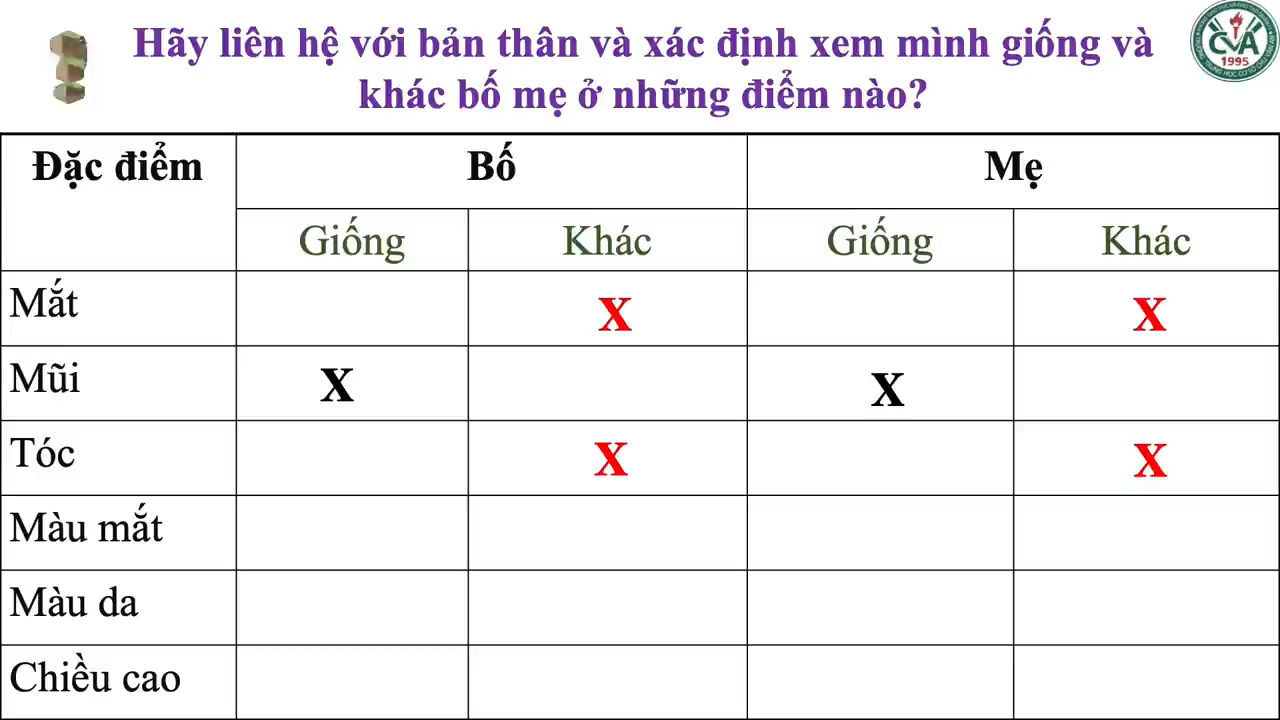 Hãy liên hệ với bản thân và xác định xem mình giống và
khác bố mẹ ở những điểm nào?
CVA
1995
Đặc điểm Bố Mẹ
Giống Khác Giống Khác
Mắt X X
Mũi X X
Tóc X X
Màu mắt
Màu da
Chiều cao